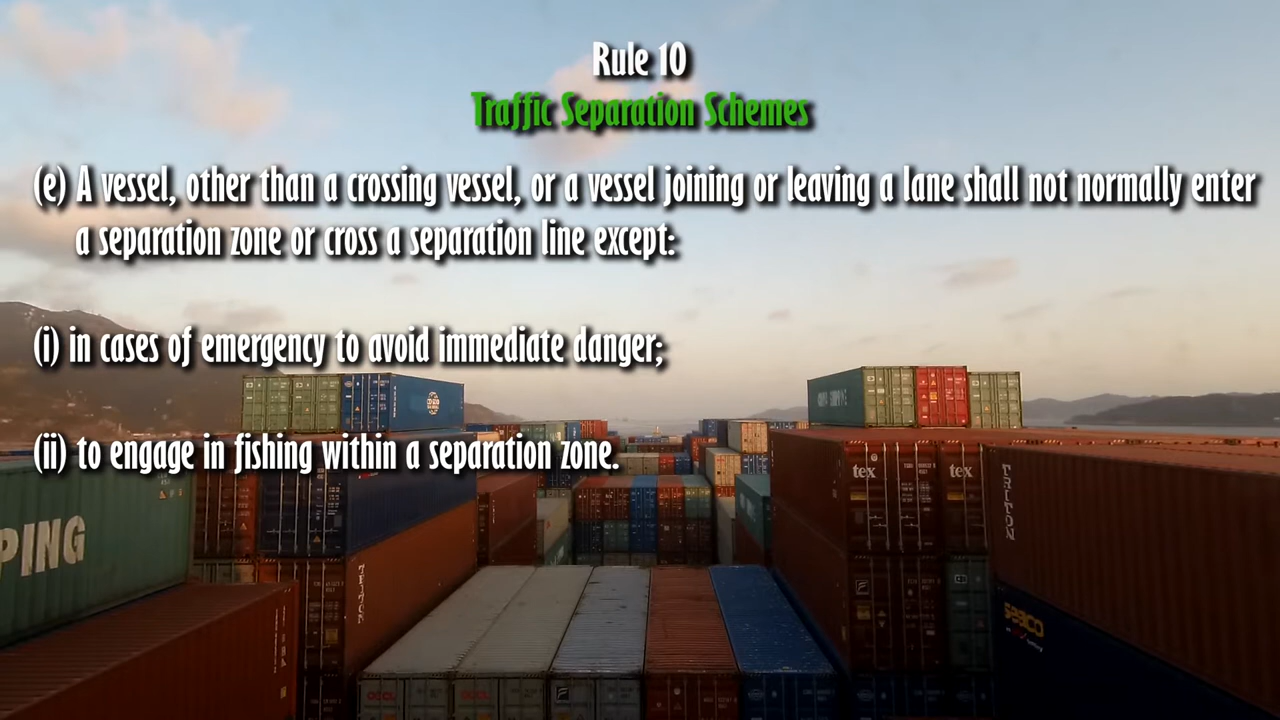 Rule 10
Traffic Separation Schemes
(e) A vessel, other than a crossing vessel, or a vessel joining or leaving a lane shall not normally enter
a separation zone or cross a separation line except:
(i) in cases of emergency to avoid immediate danger;
(ii) to engage in fishing within a separation zone.
PING
tex
tex
TRITON
TRITON
seaco